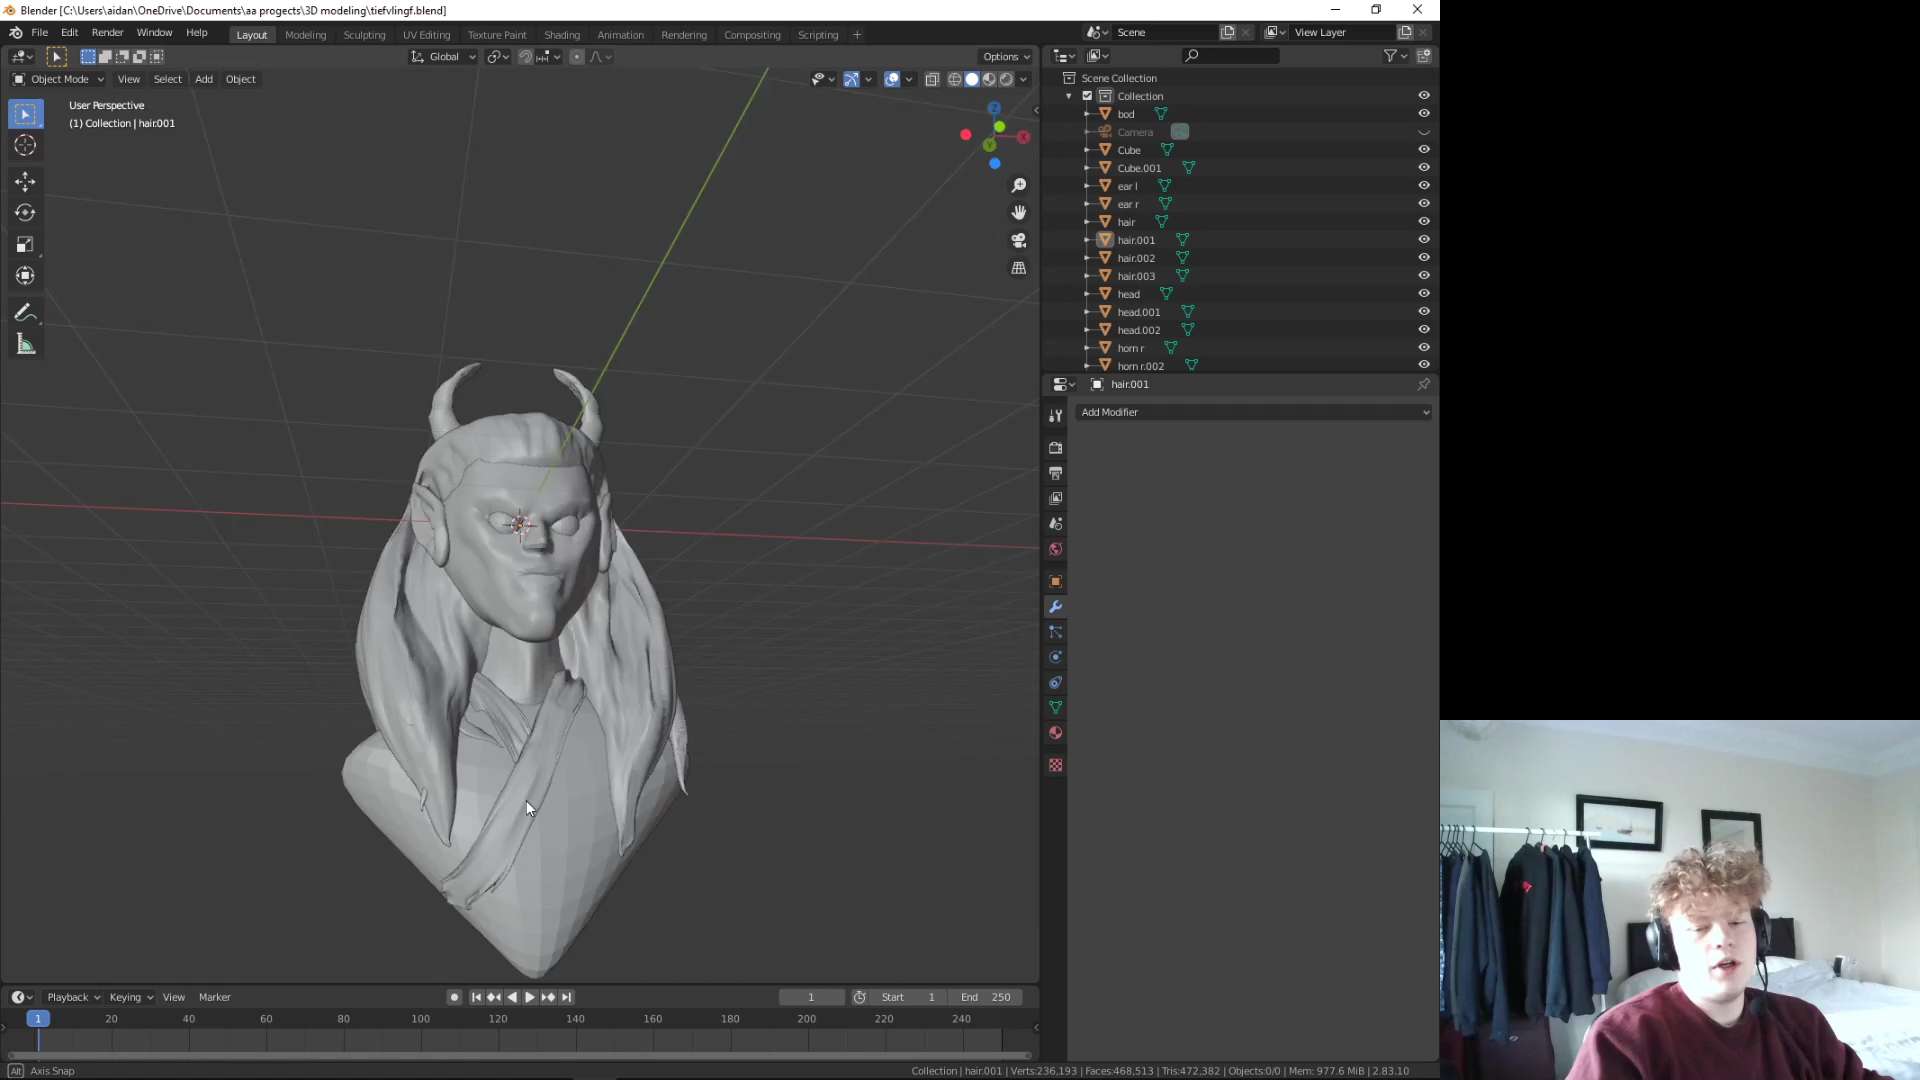 Blender [C:\Users\aidan\OneDrive\Documents\aa progects\3D modeling\tiefvlingf.blend]
File Edit Render Window Help Layout Modeling Sculpting UV Editing Texture Paint Shading Animation Rendering Compositing Scripting + Scene View Layer
Global Options
Object Mode View Select Add Object
User Perspective
(1) Collection | hair.001
Z
X
Y
Scene Collection
Collection
bod
Camera
Cube
Cube.001
ear l
ear r
hair
hair.001
hair.002
hair.003
head
head.001
head.002
horn r
horn r.002
hair.001
Add Modifier
Playback Keying View Marker 1 Start 1 End 250
1 20 40 60 80 100 120 140 160 180 200 220 240
Alt Axis Snap
Collection | hair.001 | Verts:236,193 | Faces:468,513 | Tris:472,382 | Objects:0/0 | Mem: 977.6 MiB | 2.83.10